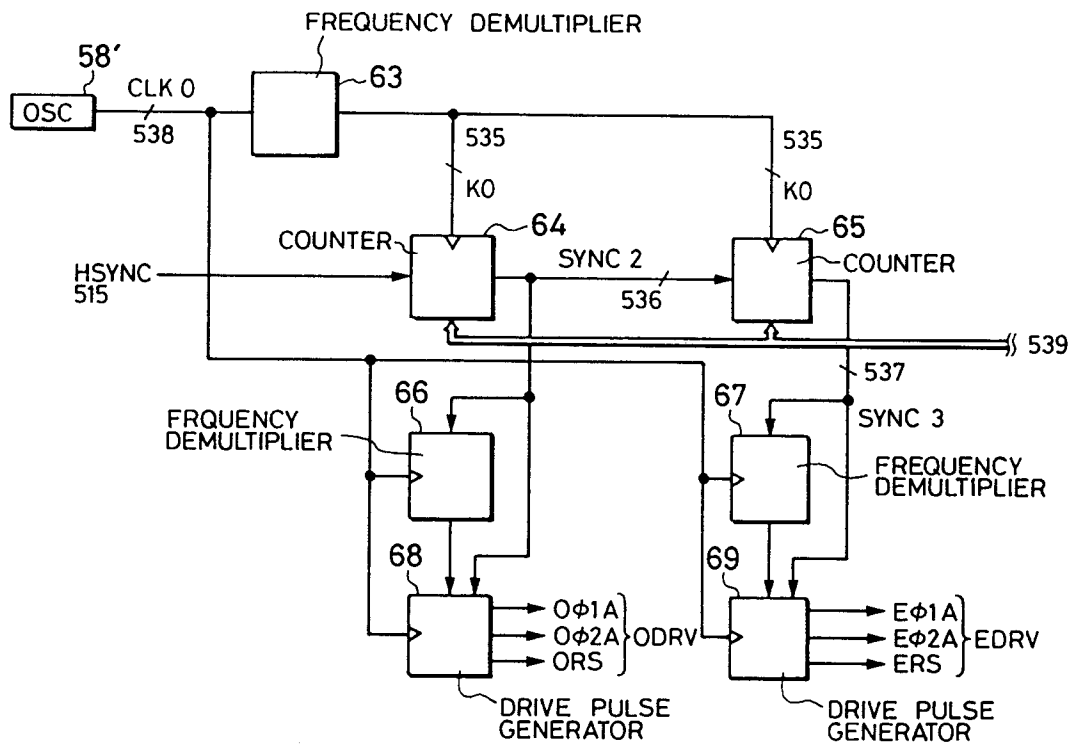 FREQUENCY DEMULTIPLIER
58′
63
OSC
CLK 0
538
535
535
K0
K0
COUNTER
64
65
COUNTER
HSYNC
515
SYNC 2
536
539
537
66
67
SYNC 3
FRQUENCY
DEMULTIPLIER
FREQUENCY
DEMULTIPLIER
68
69
Oϕ1A
Oϕ2A
ORS
ODRV
Eϕ1A
Eϕ2A
ERS
EDRV
DRIVE PULSE
GENERATOR
DRIVE PULSE
GENERATOR